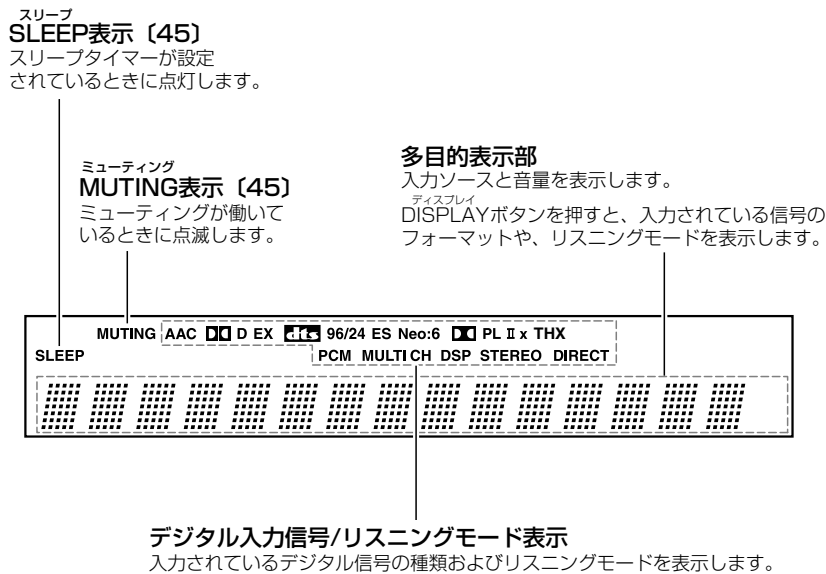 スリープ
SLEEP表示〔45〕
スリープタイマーが設定
されているときに点灯します。
ミューティング
MUTING表示〔45〕
ミューティングが働いて
いるときに点滅します。
多目的表示部
入力ソースと音量を表示します。
ディスプレイ
DISPLAYボタンを押すと、入力されている信号の
フォーマットや、リスニングモードを表示します。
MUTING AAC DD D EX dts 96/24 ES Neo:6 DD PL II x THX
SLEEP PCM MULTI CH DSP STEREO DIRECT
デジタル入力信号/リスニングモード表示
入力されているデジタル信号の種類およびリスニングモードを表示します。